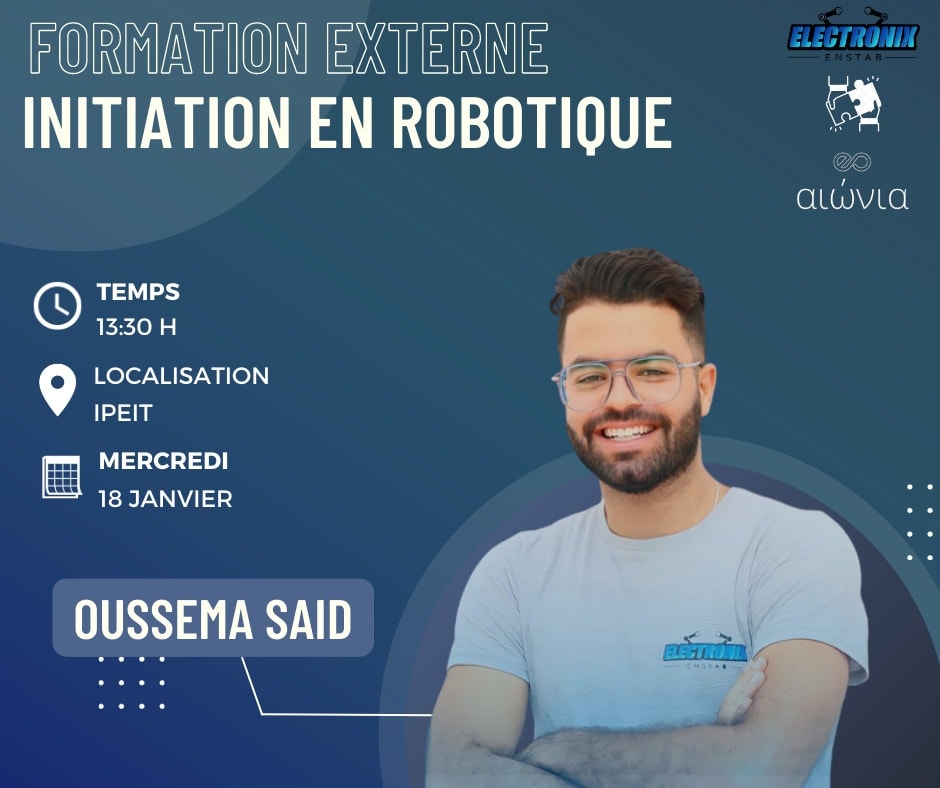 FORMATION EXTERNE
INITIATION EN ROBOTIQUE
ELECTRONIX
ENSTAB
αιώνια
TEMPS
13:30 H
LOCALISATION
IPEIT
MERCREDI
18 JANVIER
OUSSEMA SAID
ELECTRONIX
ENSTAB